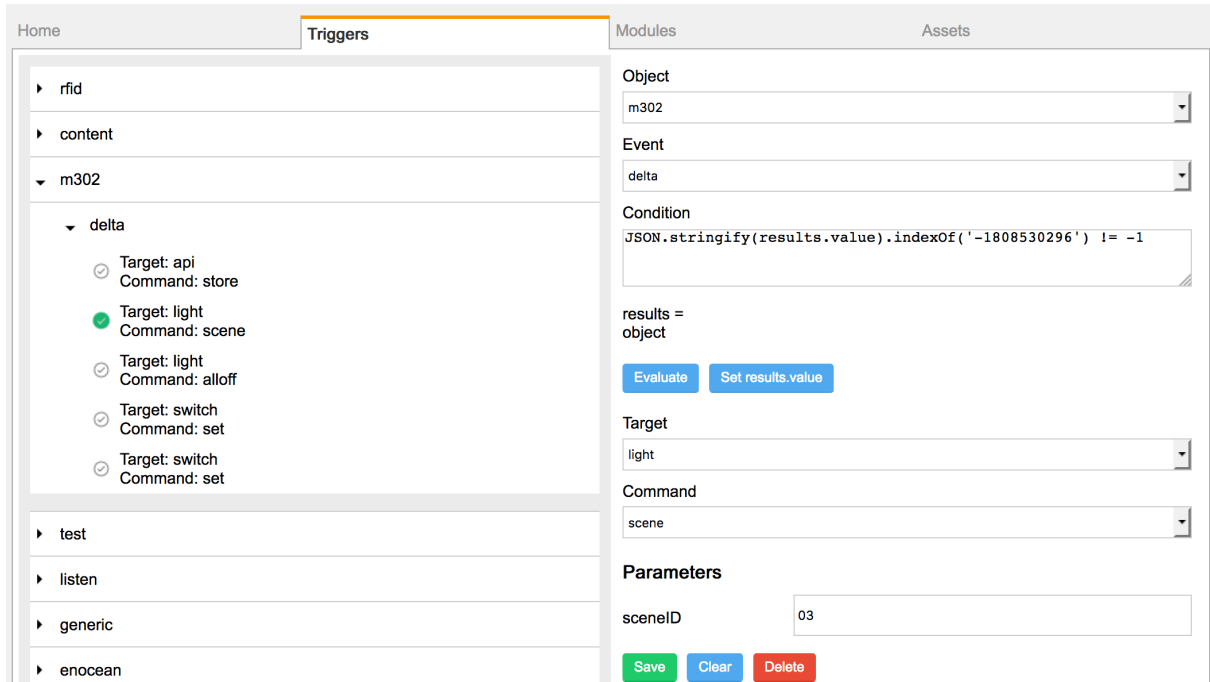 Home
Triggers
Modules
Assets
rfid
content
m302
delta
Target: api
Command: store
Target: light
Command: scene
Target: light
Command: alloff
Target: switch
Command: set
Target: switch
Command: set
test
listen
generic
enocean
Object
m302
Event
delta
Condition
JSON.stringify(results.value).indexOf('-1808530296') != -1
results =
object
Evaluate
Set results.value
Target
light
Command
scene
Parameters
sceneID
03
Save
Clear
Delete